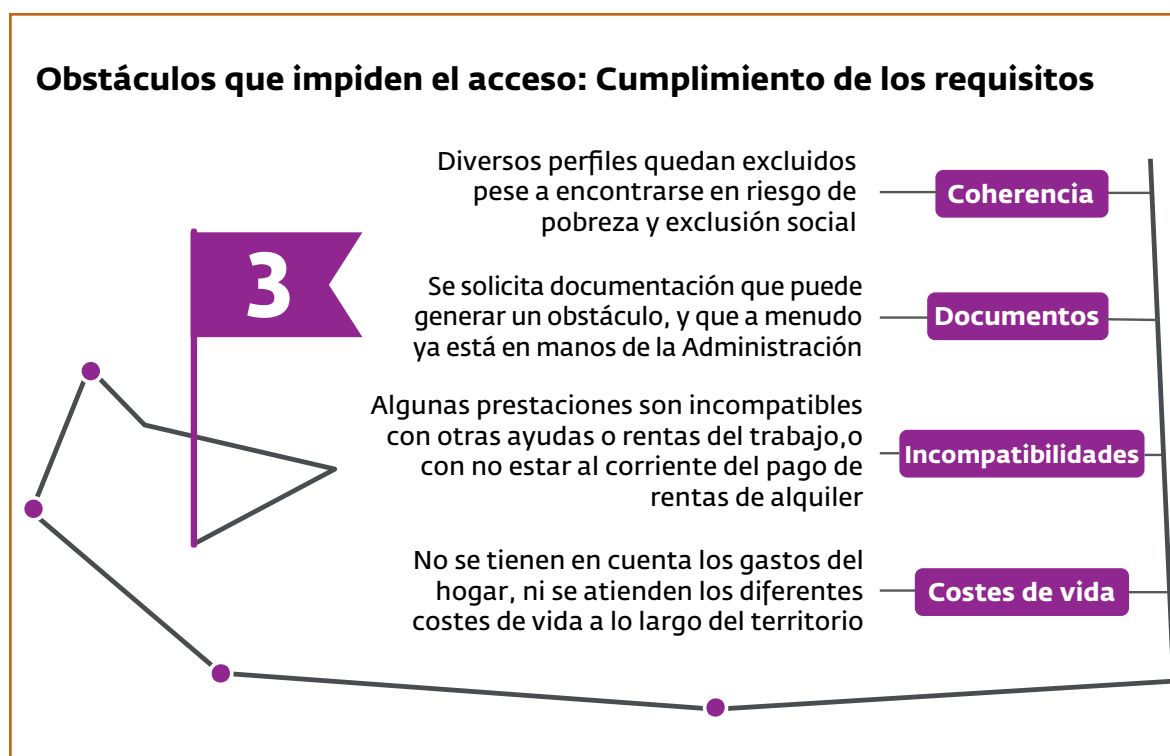 Obstáculos que impiden el acceso: Cumplimiento de los requisitos
3
Diversos perfiles quedan excluidos
pese a encontrarse en riesgo de
pobreza y exclusión social
Coherencia
Se solicita documentación que puede
generar un obstáculo, y que a menudo
ya está en manos de la Administración
Documentos
Algunas prestaciones son incompatibles
con otras ayudas o rentas del trabajo,o
con no estar al corriente del pago de
rentas de alquiler
Incompatibilidades
No se tienen en cuenta los gastos del
hogar, ni se atienden los diferentes
costes de vida a lo largo del territorio
Costes de vida